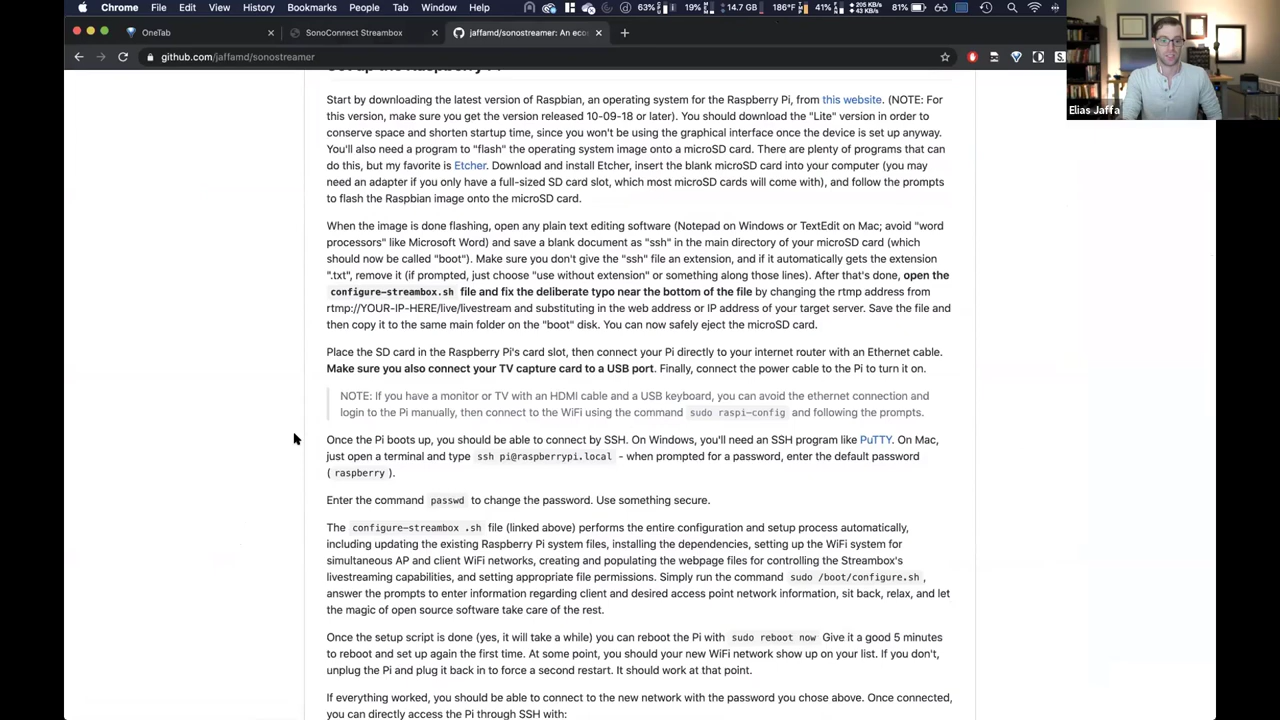 Chrome File Edit View History Bookmarks People Tab Window Help 63% 19% 14.7 GB 186°F 41% 205 KB/s 43 KB/s 81%
OneTab × SonoConnect Streambox × jaffamd/sonostreamer: An eco × +
github.com/jaffamd/sonostreamer
Elias Jaffa
Start by downloading the latest version of Raspbian, an operating system for the Raspberry Pi, from this website. (NOTE: For
this version, make sure you get the version released 10-09-18 or later). You should download the "Lite" version in order to
conserve space and shorten startup time, since you won't be using the graphical interface once the device is set up anyway.
You'll also need a program to "flash" the operating system image onto a microSD card. There are plenty of programs that can
do this, but my favorite is Etcher. Download and install Etcher, insert the blank microSD card into your computer (you may
need an adapter if you only have a full-sized SD card slot, which most microSD cards will come with), and follow the prompts
to flash the Raspbian image onto the microSD card.
When the image is done flashing, open any plain text editing software (Notepad on Windows or TextEdit on Mac; avoid "word
processors" like Microsoft Word) and save a blank document as "ssh" in the main directory of your microSD card (which
should now be called "boot"). Make sure you don't give the "ssh" file an extension, and if it automatically gets the extension
".txt", remove it (if prompted, just choose "use without extension" or something along those lines). After that's done, open the
configure-streambox.sh file and fix the deliberate typo near the bottom of the file by changing the rtmp address from
rtmp://YOUR-IP-HERE/live/livestream and substituting in the web address or IP address of your target server. Save the file and
then copy it to the same main folder on the "boot" disk. You can now safely eject the microSD card.
Place the SD card in the Raspberry Pi's card slot, then connect your Pi directly to your internet router with an Ethernet cable.
Make sure you also connect your TV capture card to a USB port. Finally, connect the power cable to the Pi to turn it on.
NOTE: If you have a monitor or TV with an HDMI cable and a USB keyboard, you can avoid the ethernet connection and
login to the Pi manually, then connect to the WiFi using the command sudo raspi-config and following the prompts.
Once the Pi boots up, you should be able to connect by SSH. On Windows, you'll need an SSH program like PuTTY. On Mac,
just open a terminal and type ssh pi@raspberrypi.local - when prompted for a password, enter the default password
( raspberry ).
Enter the command passwd to change the password. Use something secure.
The configure-streambox .sh file (linked above) performs the entire configuration and setup process automatically,
including updating the existing Raspberry Pi system files, installing the dependencies, setting up the WiFi system for
simultaneous AP and client WiFi networks, creating and populating the webpage files for controlling the Streambox's
livestreaming capabilities, and setting appropriate file permissions. Simply run the command sudo /boot/configure.sh ,
answer the prompts to enter information regarding client and desired access point network information, sit back, relax, and let
the magic of open source software take care of the rest.
Once the setup script is done (yes, it will take a while) you can reboot the Pi with sudo reboot now Give it a good 5 minutes
to reboot and set up again the first time. At some point, you should your new WiFi network show up on your list. If you don't,
unplug the Pi and plug it back in to force a second restart. It should work at that point.
If everything worked, you should be able to connect to the new network with the password you chose above. Once connected,
you can directly access the Pi through SSH with: